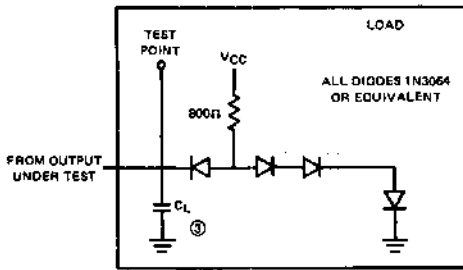 LOAD
TEST
POINT
VCC
ALL DIODES 1N3064
OR EQUIVALENT
800Ω
FROM OUTPUT
UNDER TEST
CL
③